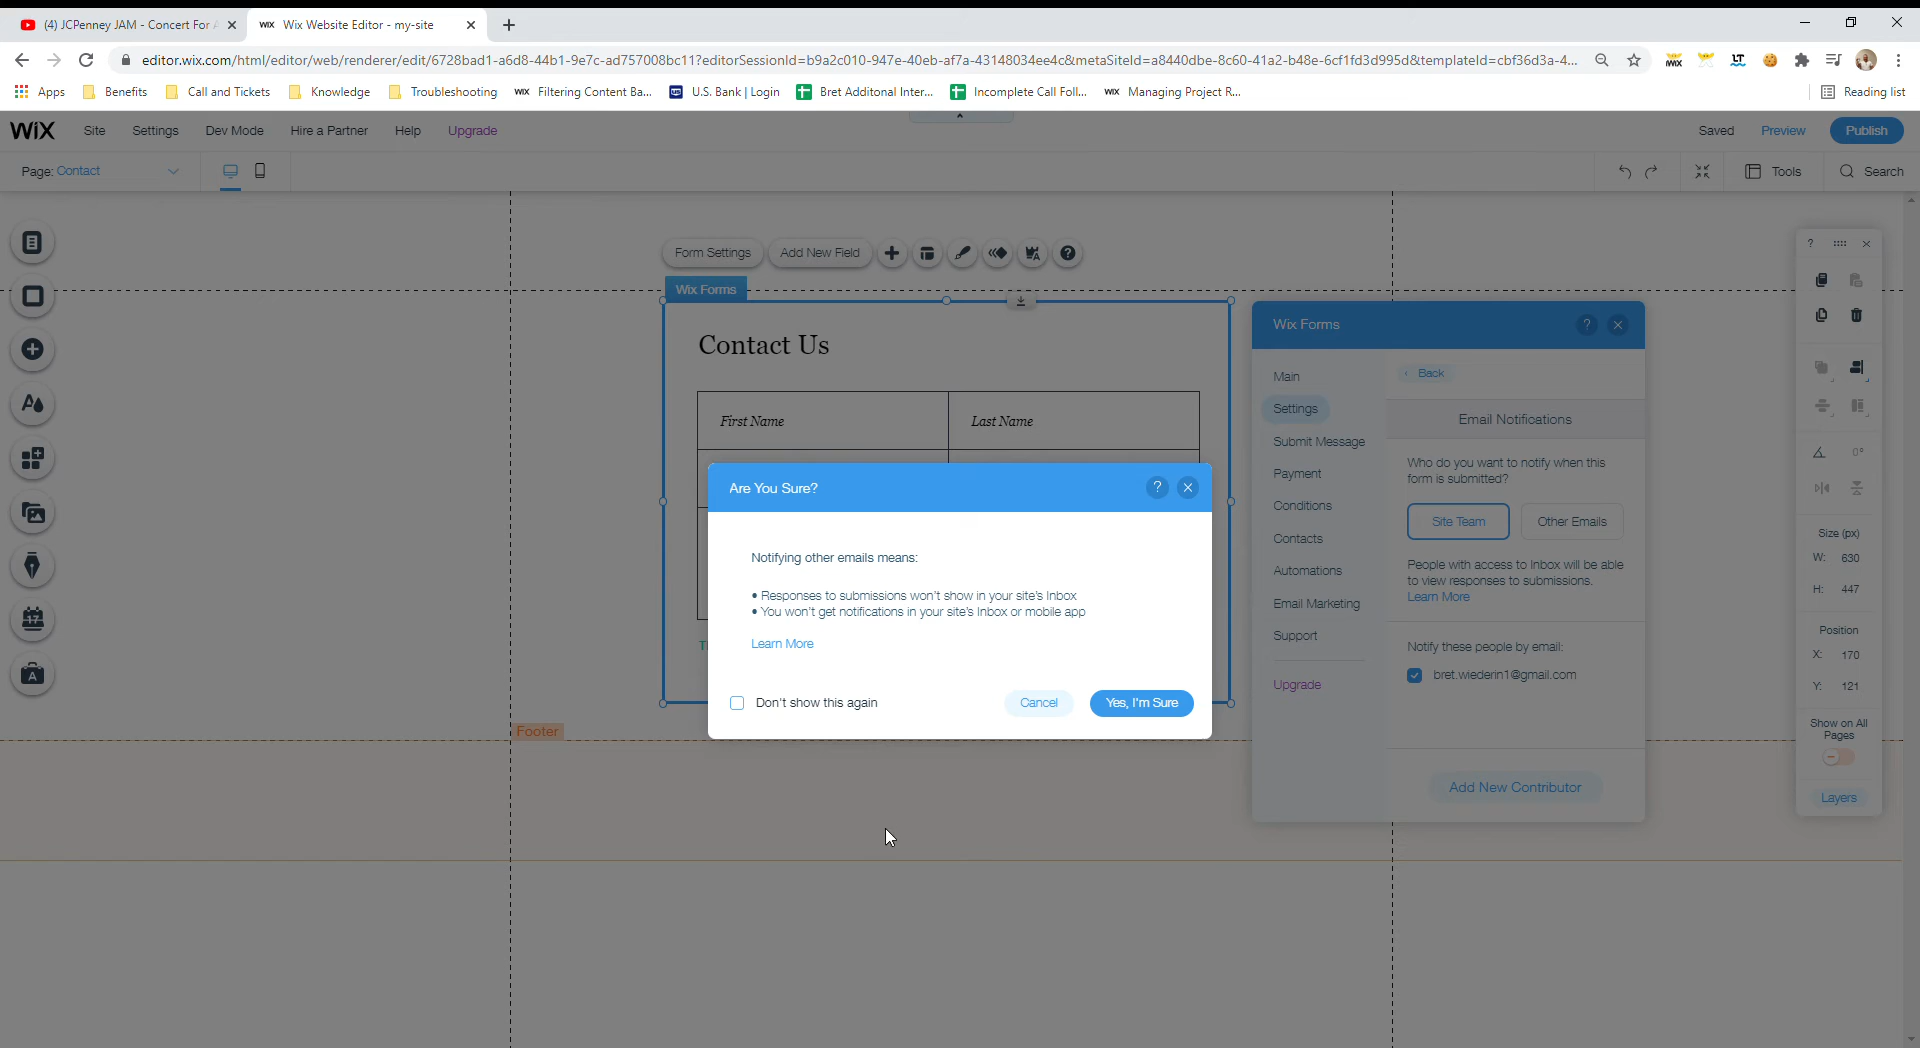 (4) JCPenney JAM - Concert For
WiX Wix Website Editor - my-site
editor.wix.com/html/editor/web/renderer/edit/6728bad1-a6d8-44b1-9e7c-ad757008bc11?editorSessionId=b9a2c010-947e-40eb-af7a-43148034ee4c&metaSiteId=a8440dbe-8c60-41a2-b48e-6cf1fd3d995d&templateId=cbf36d3a-4...
Apps Benefits Call and Tickets Knowledge Troubleshooting WiX Filtering Content Ba... U.S. Bank | Login Bret Additonal Inter... Incomplete Call Foll... WiX Managing Project R... Reading list
WiX Site Settings Dev Mode Hire a Partner Help Upgrade Saved Preview Publish
Page: Contact Tools Search
Form Settings Add New Field
Wix Forms
Contact Us
First Name Last Name
Are You Sure? ?
Notifying other emails means:
• Responses to submissions won't show in your site's Inbox
• You won't get notifications in your site's Inbox or mobile app
Learn More
Don't show this again Cancel Yes, I'm Sure
Footer
Wix Forms ?
Main
Settings
Submit Message
Payment
Conditions
Contacts
Automations
Email Marketing
Support
Upgrade
Back
Email Notifications
Who do you want to notify when this
form is submitted?
Site Team Other Emails
People with access to Inbox will be able
to view responses to submissions.
Learn More
Notify these people by email:
bret.wiederin1@gmail.com
Add New Contributor
?
0°
Size (px)
W: 630
H: 447
Position
X: 170
Y: 121
Show on All
Pages
Layers
17
A